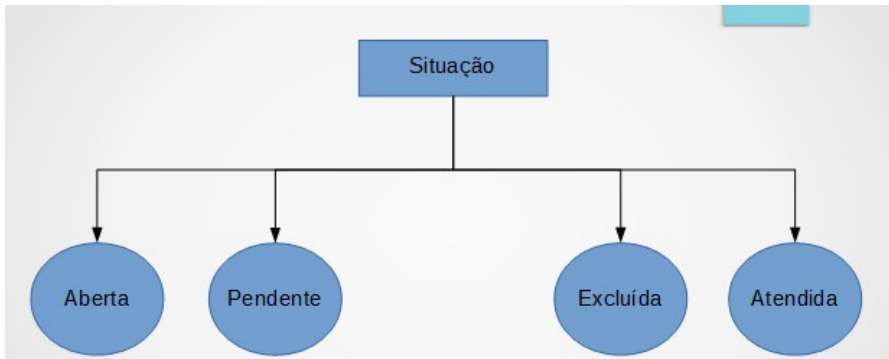 Situação
Aberta
Pendente
Excluída
Atendida